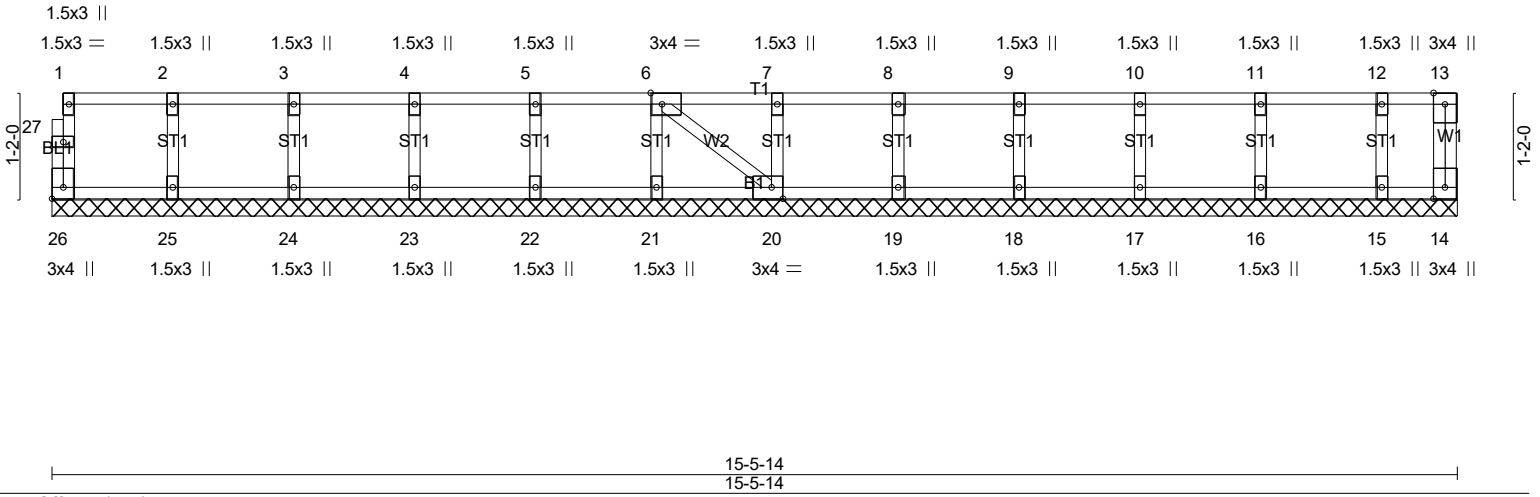 1.5x3 ||
1.5x3 = 1.5x3 || 1.5x3 || 1.5x3 || 1.5x3 || 3x4 = 1.5x3 || 1.5x3 || 1.5x3 || 1.5x3 || 1.5x3 || 1.5x3 || 3x4 ||
1 2 3 4 5 6 7 8 9 10 11 12 13
T1
27
1-2-0
BL1 ST1 ST1 ST1 ST1 ST1 W2 ST1 ST1 ST1 ST1 ST1 ST1 W1
1-2-0
B1
26 25 24 23 22 21 20 19 18 17 16 15 14
3x4 || 1.5x3 || 1.5x3 || 1.5x3 || 1.5x3 || 1.5x3 || 3x4 = 1.5x3 || 1.5x3 || 1.5x3 || 1.5x3 || 1.5x3 || 3x4 ||
15-5-14
15-5-14